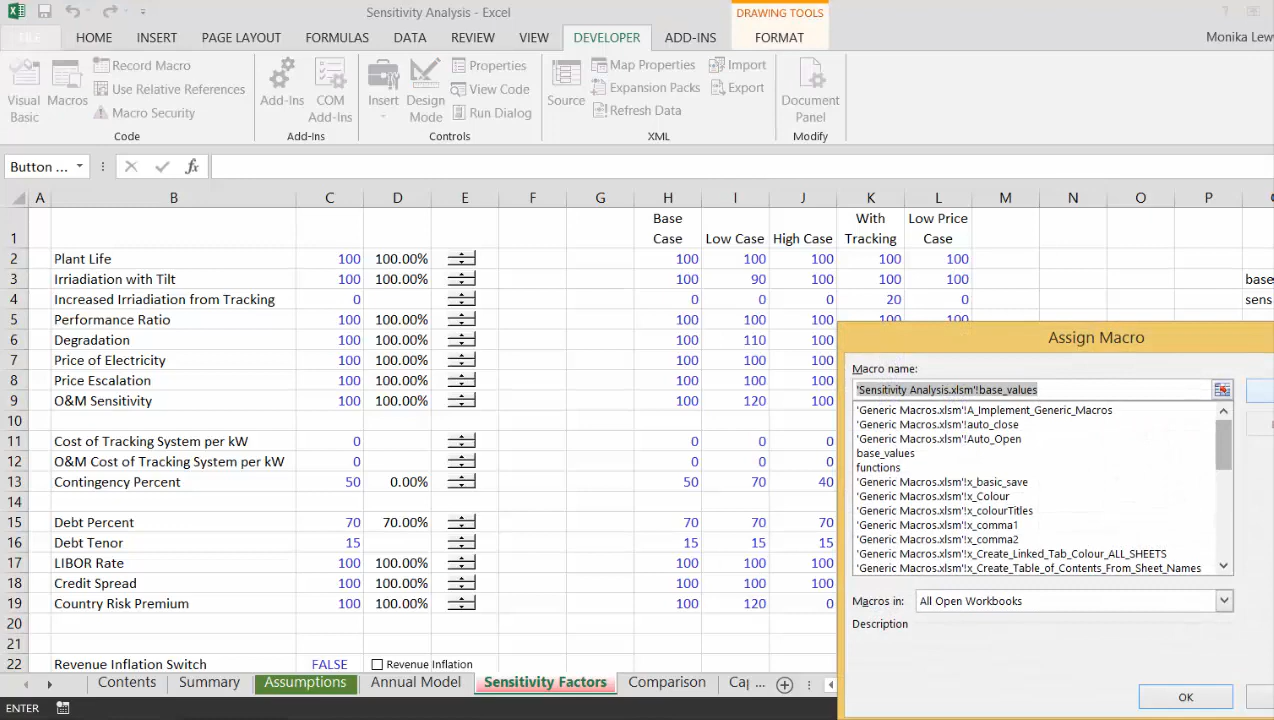 Sensitivity Analysis - Excel
DRAWING TOOLS
FILE HOME INSERT PAGE LAYOUT FORMULAS DATA REVIEW VIEW DEVELOPER ADD-INS FORMAT
Monika Lew
Visual Basic
Macros
Record Macro
Use Relative References
Macro Security
Code
Add-Ins
COM Add-Ins
Add-Ins
Insert
Design Mode
Properties
View Code
Run Dialog
Controls
Source
Map Properties
Expansion Packs
Refresh Data
Import
Export
XML
Document Panel
Modify
Button ...
fx
A B C D E F G H I J K L M N O P
1 Base Case Low Case High Case With Tracking Low Price Case
2 Plant Life 100 100.00% 100 100 100 100 100
3 Irriadiation with Tilt 100 100.00% 100 90 100 100 100 base
4 Increased Irriadiation from Tracking 0 0 0 0 20 0 sens
5 Performance Ratio 100 100.00% 100 100 100 100 100
6 Degradation 100 100.00% 100 110 100
7 Price of Electricity 100 100.00% 100 100 100
8 Price Escalation 100 100.00% 100 100 100
9 O&M Sensitivity 100 100.00% 100 120 100
10
11 Cost of Tracking System per kW 0 0 0 0
12 O&M Cost of Tracking System per kW 0 0 0 0
13 Contingency Percent 50 0.00% 50 70 40
14
15 Debt Percent 70 70.00% 70 70 70
16 Debt Tenor 15 15 15 15
17 LIBOR Rate 100 100.00% 100 100 100
18 Credit Spread 100 100.00% 100 100 100
19 Country Risk Premium 100 100.00% 100 120 0
20
21
22 Revenue Inflation Switch FALSE Revenue Inflation
Assign Macro
Macro name:
'Sensitivity Analysis.xlsm'!base_values
'Generic Macros.xlsm'!A_Implement_Generic_Macros
'Generic Macros.xlsm'!auto_close
'Generic Macros.xlsm'!Auto_Open
base_values
functions
'Generic Macros.xlsm'!x_basic_save
'Generic Macros.xlsm'!x_Colour
'Generic Macros.xlsm'!x_colourTitles
'Generic Macros.xlsm'!x_comma1
'Generic Macros.xlsm'!x_comma2
'Generic Macros.xlsm'!x_Create_Linked_Tab_Colour_ALL_SHEETS
'Generic Macros.xlsm'!x_Create_Table_of_Contents_From_Sheet_Names
Macros in: All Open Workbooks
Description
OK
Contents Summary Assumptions Annual Model Sensitivity Factors Comparison Cap ...
ENTER